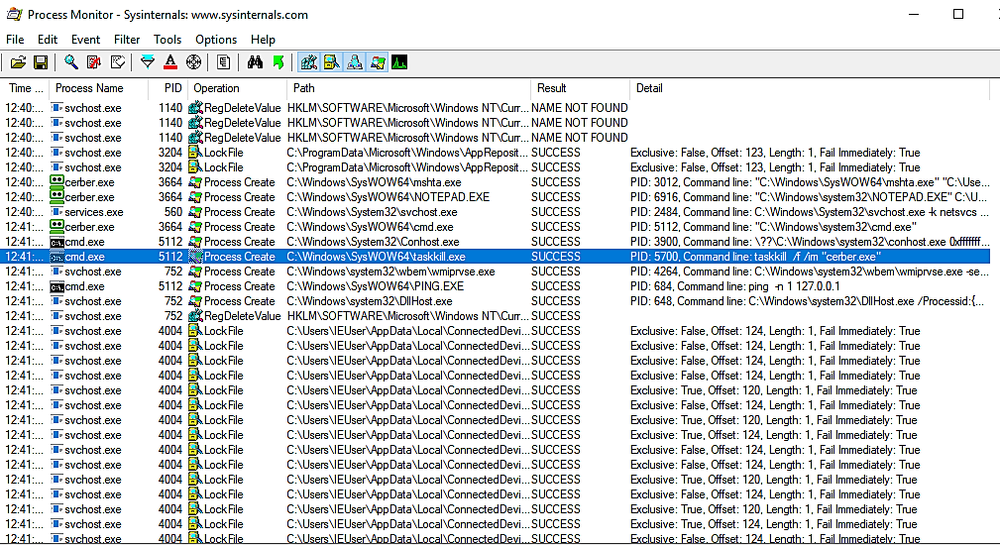 Process Monitor - Sysinternals: www.sysinternals.com
File Edit Event Filter Tools Options Help
Time ... Process Name PID Operation Path Result Detail
12:40:... svchost.exe 1140 RegDeleteValue HKLM\SOFTWARE\Microsoft\Windows NT\Curr... NAME NOT FOUND
12:40:... svchost.exe 1140 RegDeleteValue HKLM\SOFTWARE\Microsoft\Windows NT\Curr... NAME NOT FOUND
12:40:... svchost.exe 1140 RegDeleteValue HKLM\SOFTWARE\Microsoft\Windows NT\Curr... NAME NOT FOUND
12:40:... svchost.exe 3204 LockFile C:\ProgramData\Microsoft\Windows\AppReposit... SUCCESS Exclusive: False, Offset: 123, Length: 1, Fail Immediately: True
12:40:... svchost.exe 3204 LockFile C:\ProgramData\Microsoft\Windows\AppReposit... SUCCESS Exclusive: False, Offset: 123, Length: 1, Fail Immediately: True
12:40:... cerber.exe 3664 Process Create C:\Windows\SysWOW64\mshta.exe SUCCESS PID: 3012, Command line: "C:\Windows\SysWOW64\mshta.exe" "C:\Use...
12:40:... cerber.exe 3664 Process Create C:\Windows\SysWOW64\NOTEPAD.EXE SUCCESS PID: 6916, Command line: "C:\Windows\system32\NOTEPAD.EXE" C:\U...
12:40:... services.exe 560 Process Create C:\Windows\System32\svchost.exe SUCCESS PID: 2484, Command line: C:\Windows\System32\svchost.exe -k netsvcs ...
12:41:... cerber.exe 3664 Process Create C:\Windows\SysWOW64\cmd.exe SUCCESS PID: 5112, Command line: "C:\Windows\system32\cmd.exe"
12:41:... cmd.exe 5112 Process Create C:\Windows\System32\Conhost.exe SUCCESS PID: 3900, Command line: \??\C:\Windows\system32\conhost.exe 0xfffffff...
12:41:... cmd.exe 5112 Process Create C:\Windows\SysWOW64\taskkill.exe SUCCESS PID: 5700, Command line: taskkill /f /im "cerber.exe"
12:41:... svchost.exe 752 Process Create C:\Windows\system32\wbem\wmiprvse.exe SUCCESS PID: 4264, Command line: C:\Windows\system32\wbem\wmiprvse.exe -se...
12:41:... cmd.exe 5112 Process Create C:\Windows\SysWOW64\PING.EXE SUCCESS PID: 684, Command line: ping -n 1 127.0.0.1
12:41:... svchost.exe 752 Process Create C:\Windows\system32\DllHost.exe SUCCESS PID: 648, Command line: C:\Windows\system32\DllHost.exe /Processid:{...
12:41:... svchost.exe 752 RegDeleteValue HKLM\SOFTWARE\Microsoft\Windows NT\Curr... SUCCESS
12:41:... svchost.exe 4004 LockFile C:\Users\IEUser\AppData\Local\ConnectedDevi... SUCCESS Exclusive: False, Offset: 124, Length: 1, Fail Immediately: True
12:41:... svchost.exe 4004 LockFile C:\Users\IEUser\AppData\Local\ConnectedDevi... SUCCESS Exclusive: False, Offset: 124, Length: 1, Fail Immediately: True
12:41:... svchost.exe 4004 LockFile C:\Users\IEUser\AppData\Local\ConnectedDevi... SUCCESS Exclusive: False, Offset: 124, Length: 1, Fail Immediately: True
12:41:... svchost.exe 4004 LockFile C:\Users\IEUser\AppData\Local\ConnectedDevi... SUCCESS Exclusive: False, Offset: 124, Length: 1, Fail Immediately: True
12:41:... svchost.exe 4004 LockFile C:\Users\IEUser\AppData\Local\ConnectedDevi... SUCCESS Exclusive: True, Offset: 120, Length: 1, Fail Immediately: True
12:41:... svchost.exe 4004 LockFile C:\Users\IEUser\AppData\Local\ConnectedDevi... SUCCESS Exclusive: False, Offset: 124, Length: 1, Fail Immediately: True
12:41:... svchost.exe 4004 LockFile C:\Users\IEUser\AppData\Local\ConnectedDevi... SUCCESS Exclusive: True, Offset: 120, Length: 1, Fail Immediately: True
12:41:... svchost.exe 4004 LockFile C:\Users\IEUser\AppData\Local\ConnectedDevi... SUCCESS Exclusive: True, Offset: 124, Length: 1, Fail Immediately: True
12:41:... svchost.exe 4004 LockFile C:\Users\IEUser\AppData\Local\ConnectedDevi... SUCCESS Exclusive: False, Offset: 124, Length: 1, Fail Immediately: True
12:41:... svchost.exe 4004 LockFile C:\Users\IEUser\AppData\Local\ConnectedDevi... SUCCESS Exclusive: False, Offset: 124, Length: 1, Fail Immediately: True
12:41:... svchost.exe 4004 LockFile C:\Users\IEUser\AppData\Local\ConnectedDevi... SUCCESS Exclusive: True, Offset: 120, Length: 1, Fail Immediately: True
12:41:... svchost.exe 4004 LockFile C:\Users\IEUser\AppData\Local\ConnectedDevi... SUCCESS Exclusive: False, Offset: 124, Length: 1, Fail Immediately: True
12:41:... svchost.exe 4004 LockFile C:\Users\IEUser\AppData\Local\ConnectedDevi... SUCCESS Exclusive: True, Offset: 120, Length: 1, Fail Immediately: True
12:41:... svchost.exe 4004 LockFile C:\Users\IEUser\AppData\Local\ConnectedDevi... SUCCESS Exclusive: True, Offset: 124, Length: 1, Fail Immediately: True
12:41:... svchost.exe 4004 LockFile C:\Users\IEUser\AppData\Local\ConnectedDevi... SUCCESS Exclusive: False, Offset: 124, Length: 1, Fail Immediately: True